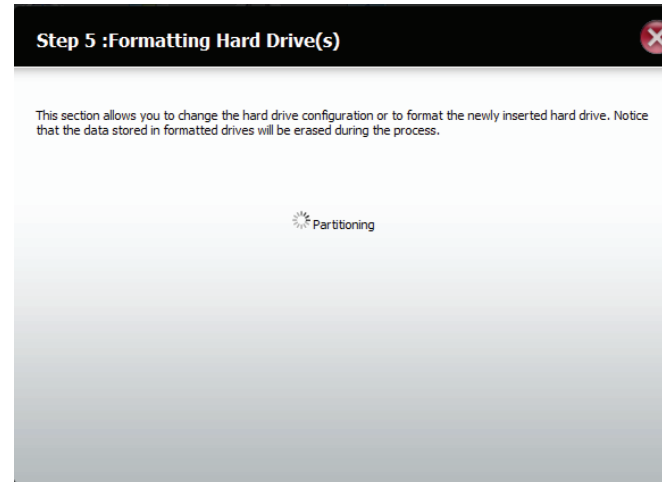 Step 5 :Formatting Hard Drive(s)
This section allows you to change the hard drive configuration or to format the newly inserted hard drive. Notice
that the data stored in formatted drives will be erased during the process.
Partitioning